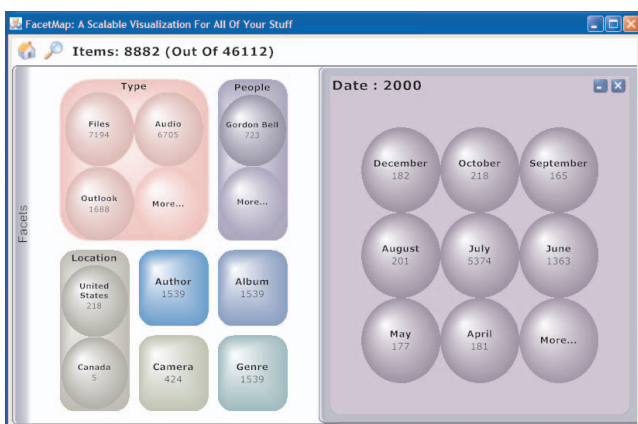 FacetMap: A Scalable Visualization For All Of Your Stuff
Items: 8882 (Out Of 46112)
Facets
Type
Files
7194
Audio
6705
Outlook
1688
More...
People
Gordon Bell
723
More...
Location
United
States
218
Canada
5
Author
1539
Album
1539
Camera
424
Genre
1539
Date : 2000
December
182
October
218
September
165
August
201
July
5374
June
1363
May
177
April
181
More...